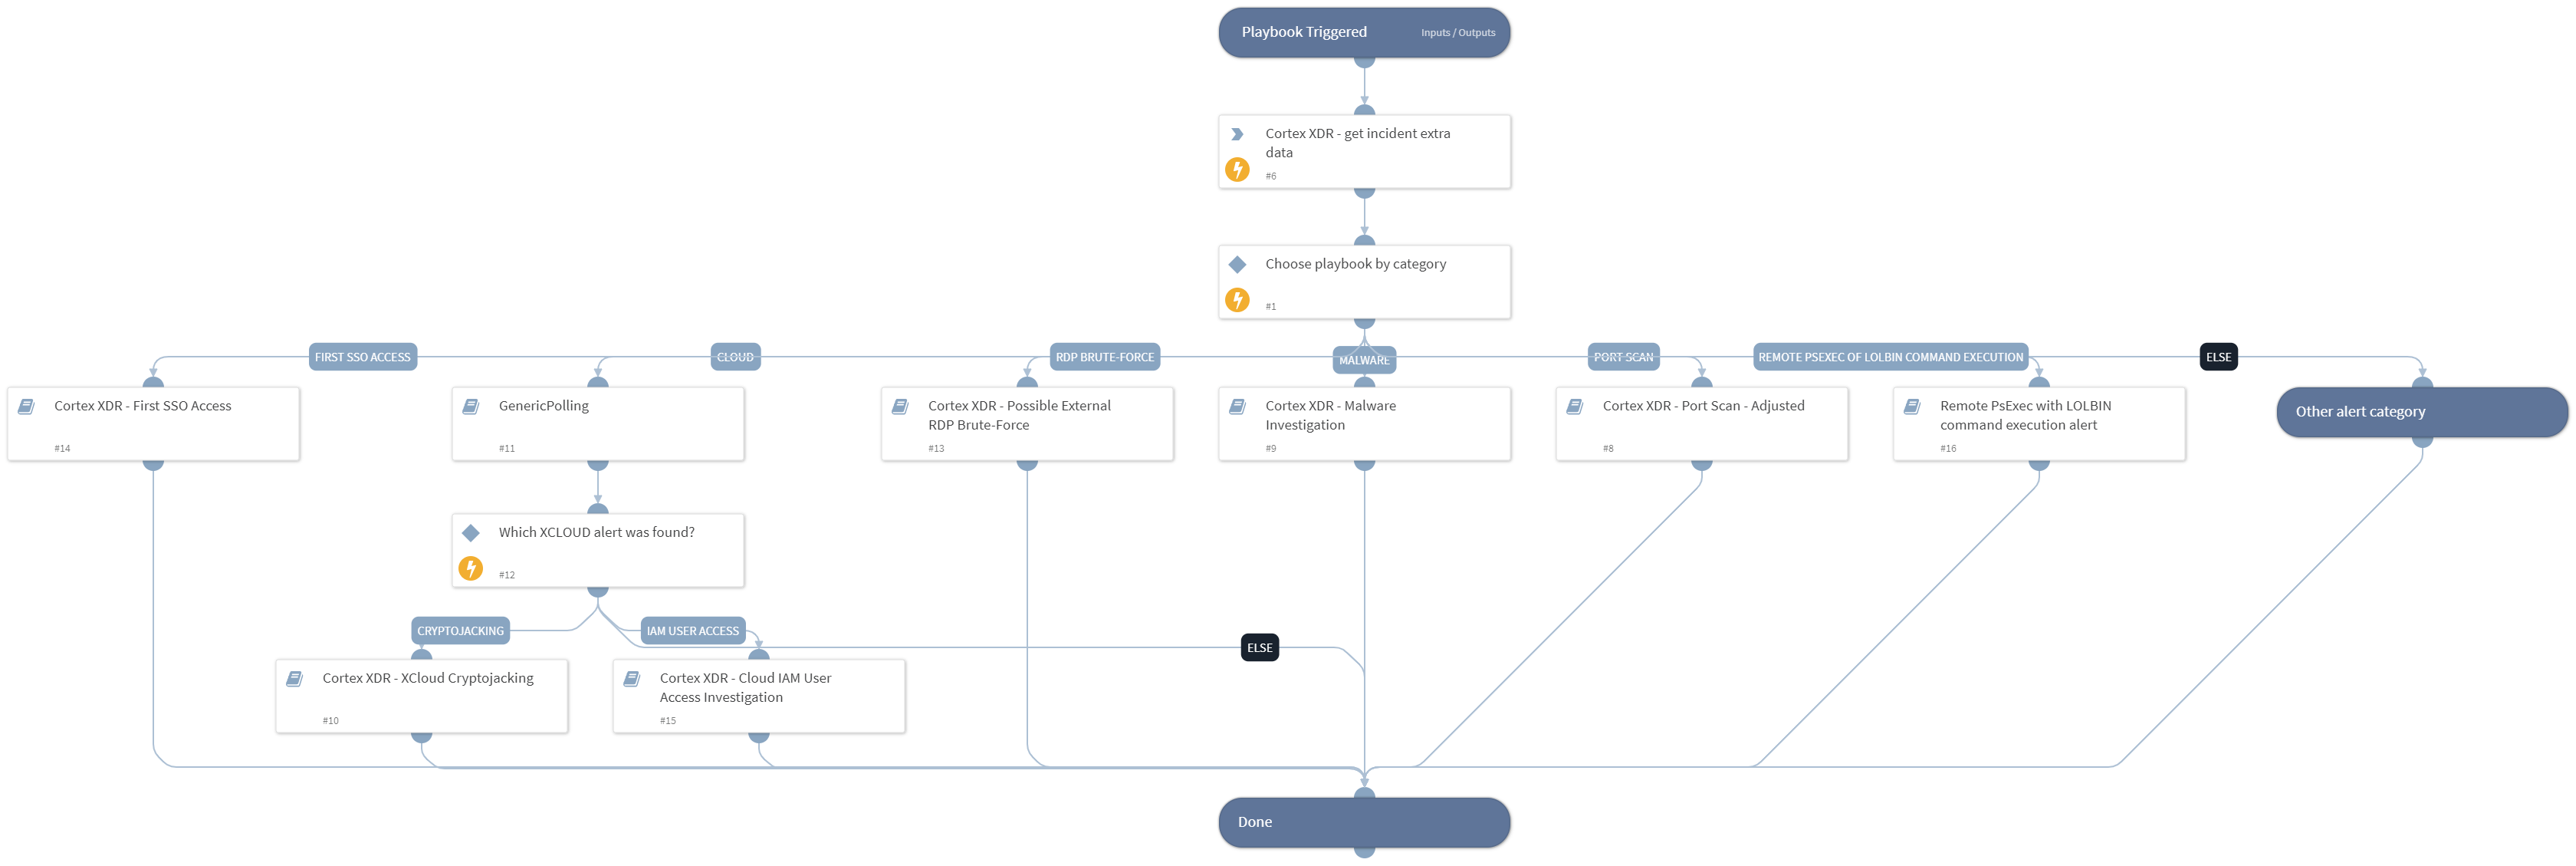 Playbook Triggered
Inputs / Outputs
Cortex XDR - get incident extra
data
#6
Choose playbook by category
#1
FIRST SSO ACCESS
CLOUD
RDP BRUTE-FORCE
MALWARE
PORT SCAN
REMOTE PSEXEC OF LOLBIN COMMAND EXECUTION
ELSE
Cortex XDR - First SSO Access
#14
GenericPolling
#11
Cortex XDR - Possible External
RDP Brute-Force
#13
Cortex XDR - Malware
Investigation
#9
Cortex XDR - Port Scan - Adjusted
#8
Remote PsExec with LOLBIN
command execution alert
#16
Other alert category
Which XCLOUD alert was found?
#12
CRYPTOJACKING
IAM USER ACCESS
ELSE
Cortex XDR - XCloud Cryptojacking
#10
Cortex XDR - Cloud IAM User
Access Investigation
#15
Done